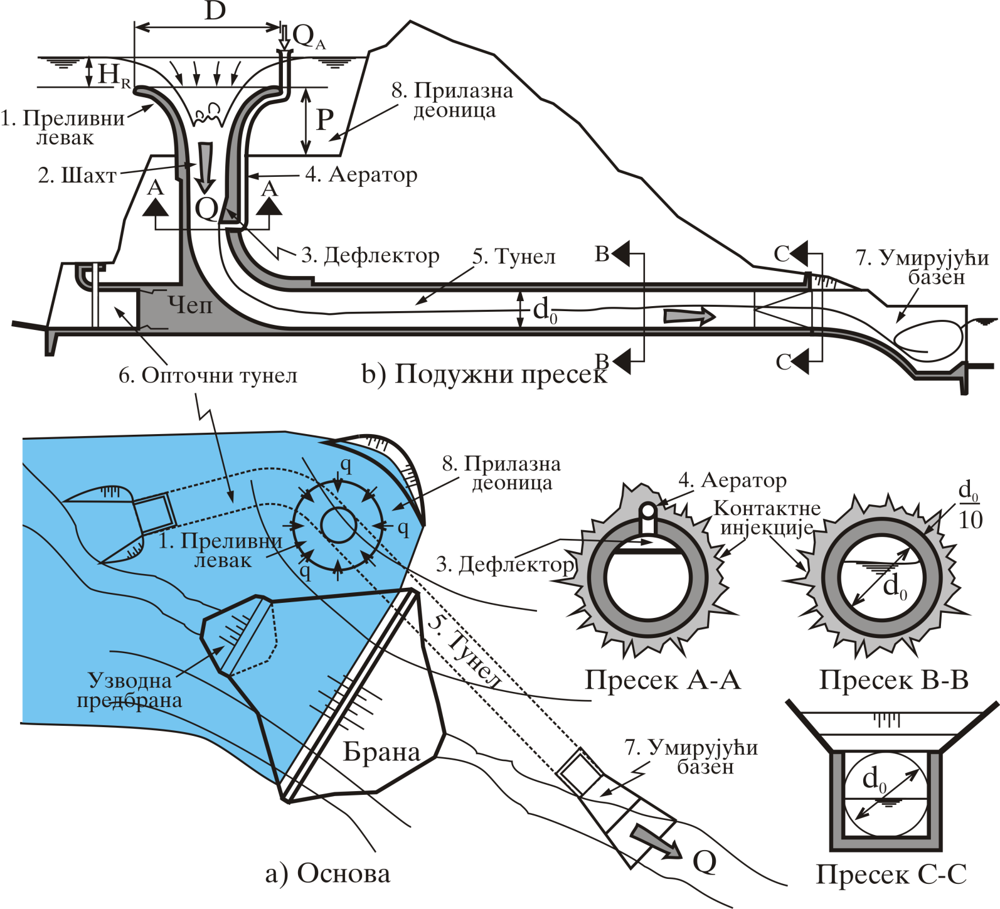 D
Q_A
H_R
1. Преливни
левак
P
8. Прилазна
деоница
2. Шахт
4. Аератор
A
A
Q
3. Дефлектор
5. Тунел
B
C
7. Умирујући
базен
Чеп
d_0
B
C
6. Опточни тунел
b) Подужни пресек
q
8. Прилазна
деоница
q
1. Преливни
левак
q
4. Аератор
Контактне
инјекције
d_0
10
3. Дефлектор
d_0
5. Тунел
Пресек A-A
Пресек B-B
Узводна
предбрана
Брана
7. Умирујући
базен
d_0
Q
a) Основа
Пресек C-C